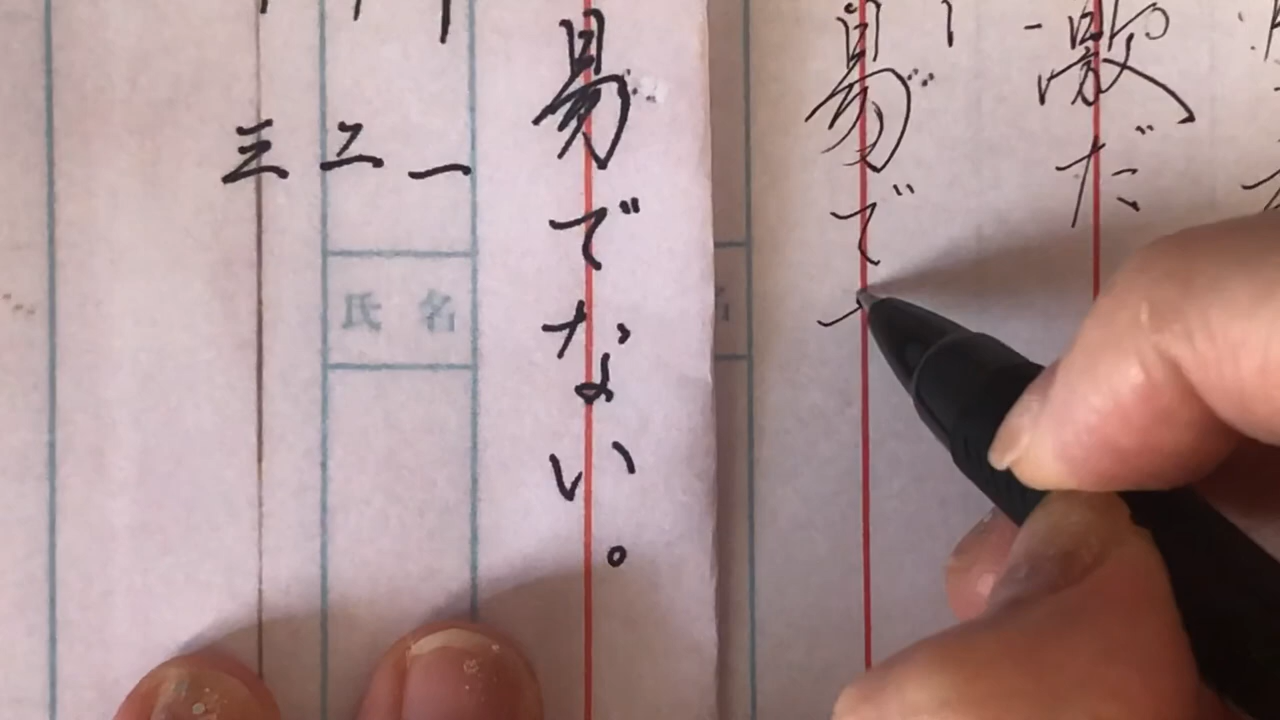 だ
易で
易でない。
一
二
三
氏名